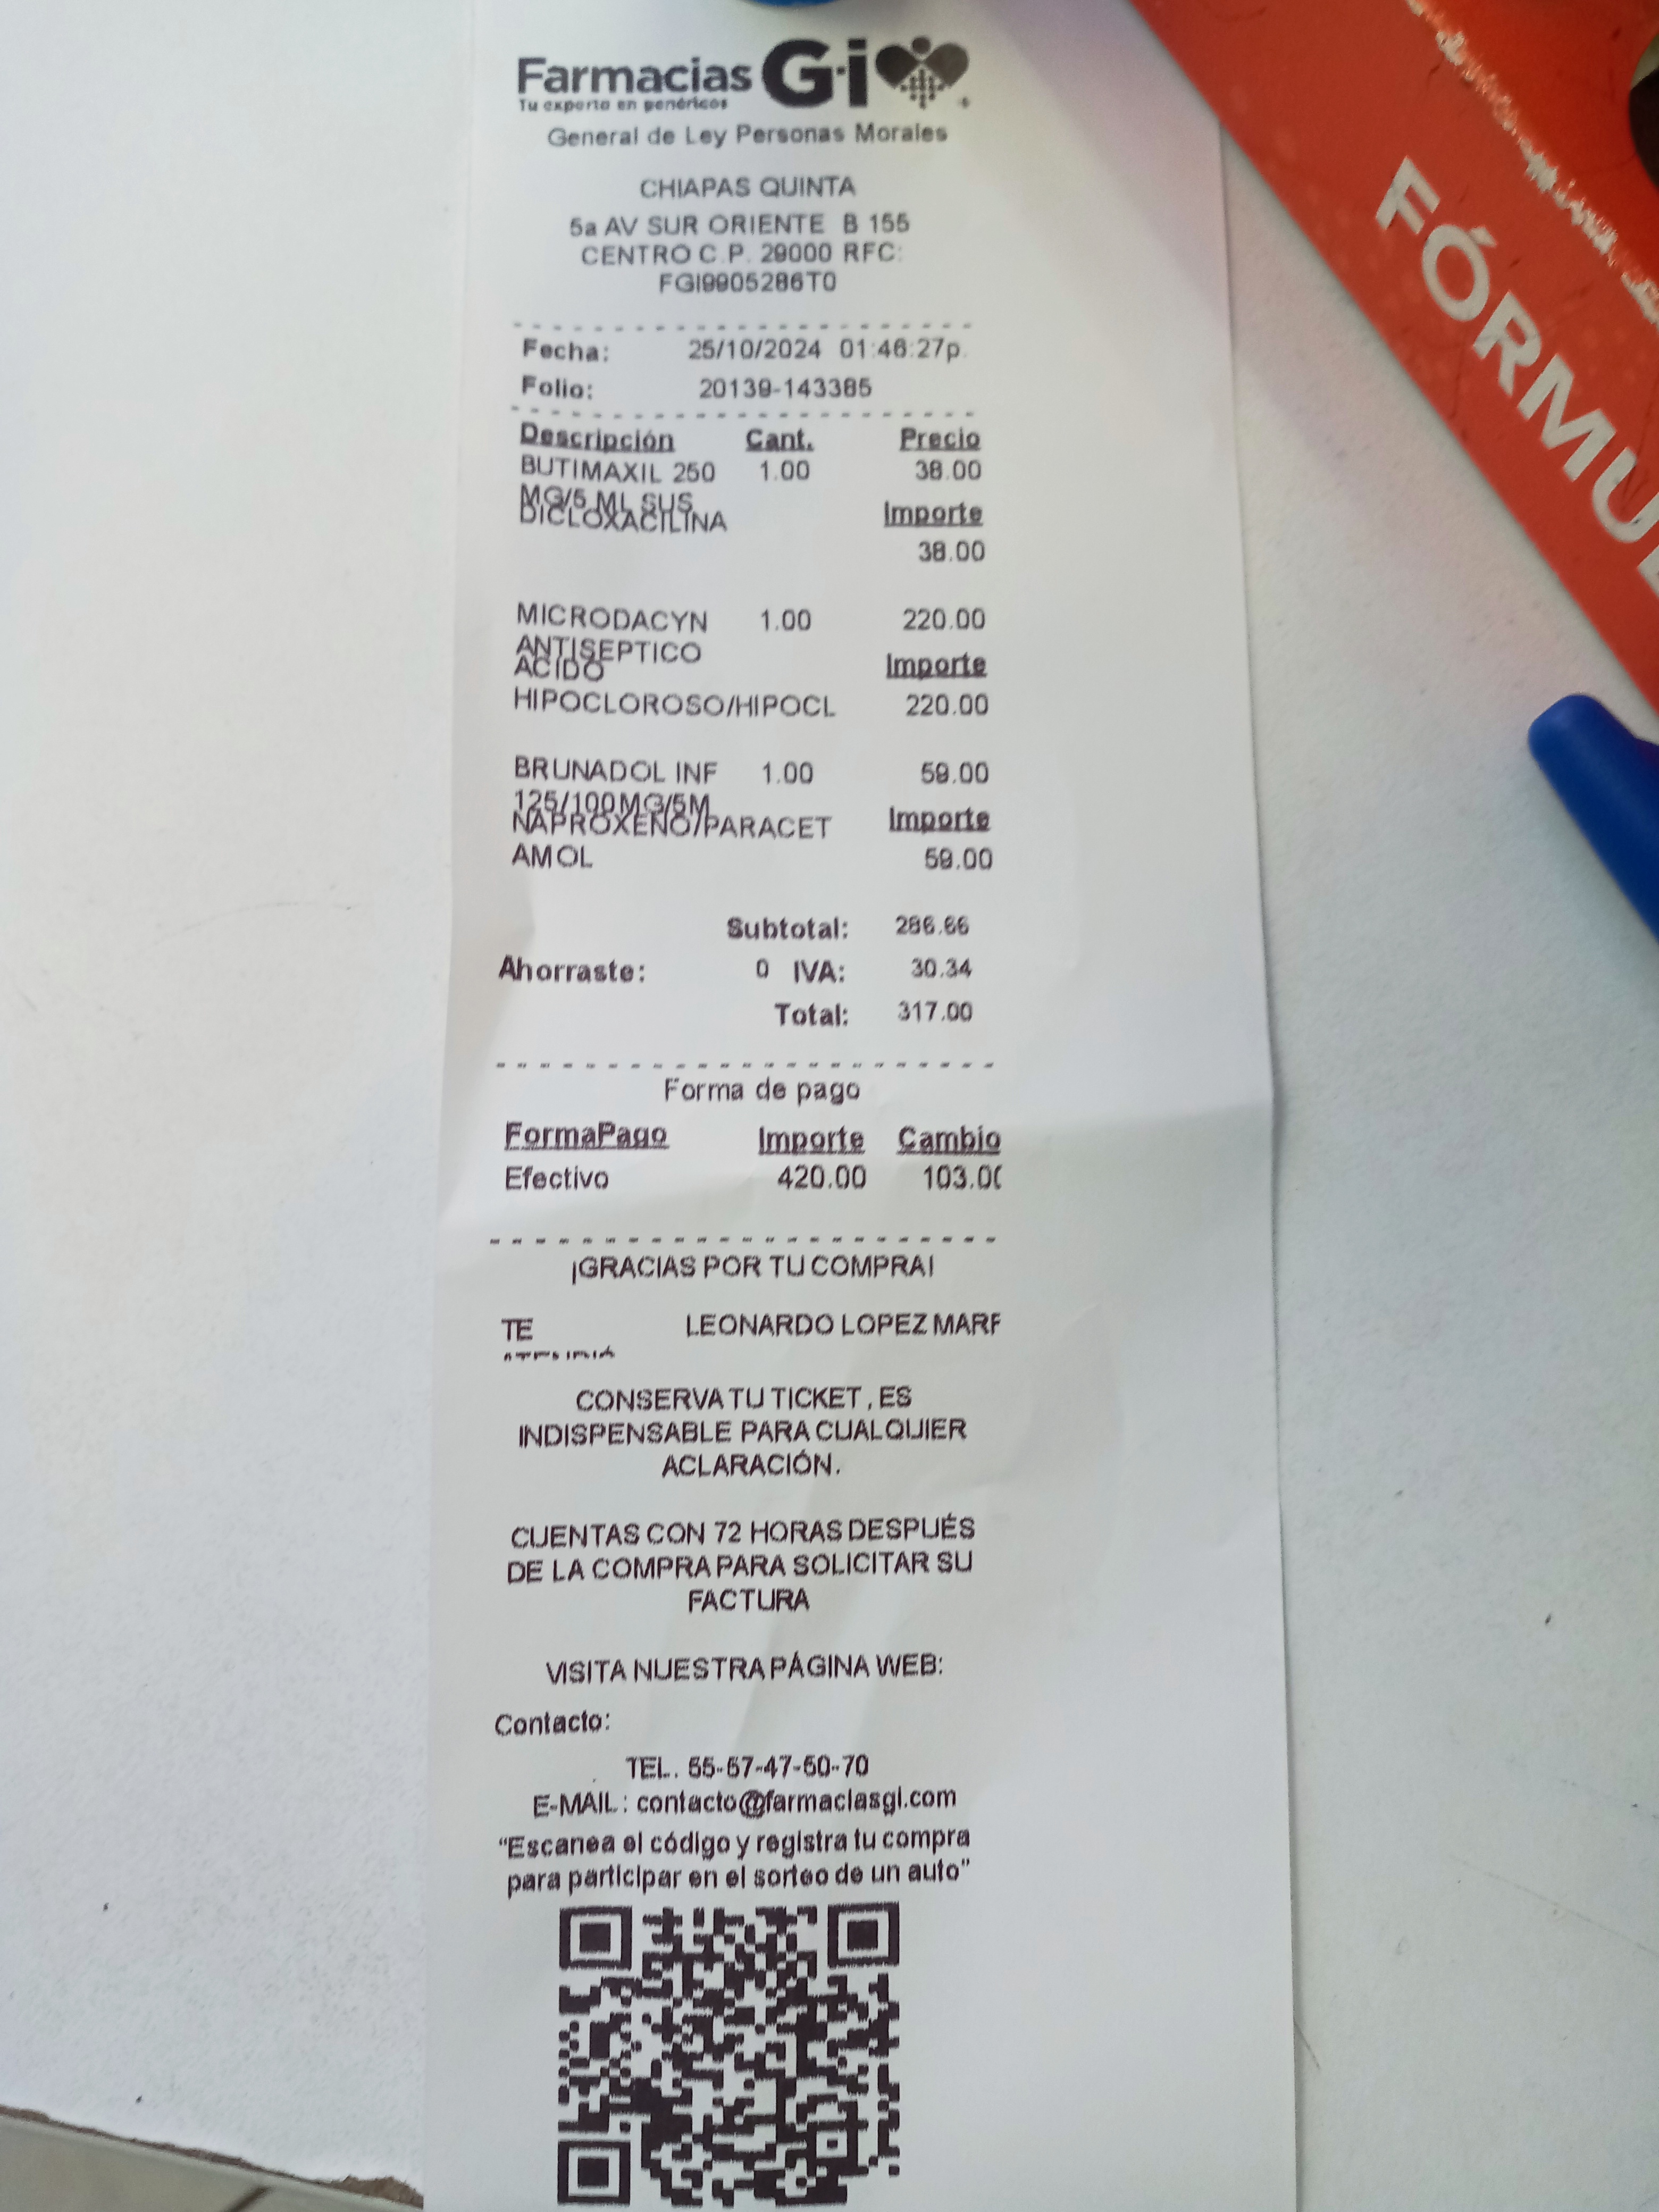 Farmacias G·i
Tu experto en genéricos
General de Ley Personas Morales
CHIAPAS QUINTA
5a AV SUR ORIENTE B 155
CENTRO C.P. 29000 RFC:
FGI9905286T0
Fecha: 25/10/2024 01:46:27p.
Folio: 20139-143385
Descripción Cant. Precio
BUTIMAXIL 250 1.00 38.00
MG/5 ML SUS
DICLOXACILINA Importe
38.00
MICRODACYN 1.00 220.00
ANTISEPTICO
ACIDO Importe
HIPOCLOROSO/HIPOCL 220.00
BRUNADOL INF 1.00 59.00
125/100MG/5M
NAPROXENO/PARACET Importe
AMOL 59.00
Subtotal: 286.66
Ahorraste: 0 IVA: 30.34
Total: 317.00
Forma de pago
FormaPago Importe Cambio
Efectivo 420.00 103.00
¡GRACIAS POR TU COMPRA!
TE LEONARDO LOPEZ MARF
ATENDIÓ
CONSERVA TU TICKET , ES
INDISPENSABLE PARA CUALQUIER
ACLARACIÓN.
CUENTAS CON 72 HORAS DESPUÉS
DE LA COMPRA PARA SOLICITAR SU
FACTURA
VISITA NUESTRA PÁGINA WEB:
Contacto:
TEL. 55-57-47-50-70
E-MAIL : contacto@farmaciasgi.com
“Escanea el código y registra tu compra
para participar en el sorteo de un auto”
FÓRMU